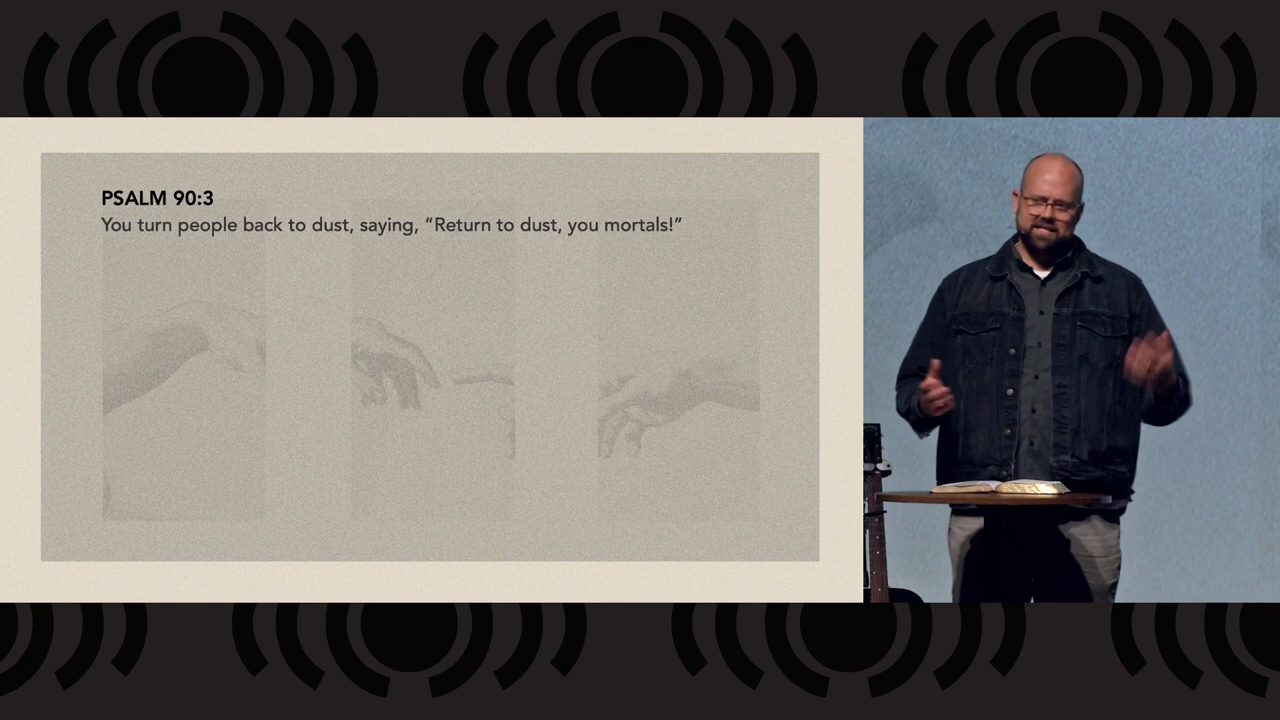 PSALM 90:3
You turn people back to dust, saying, “Return to dust, you mortals!”